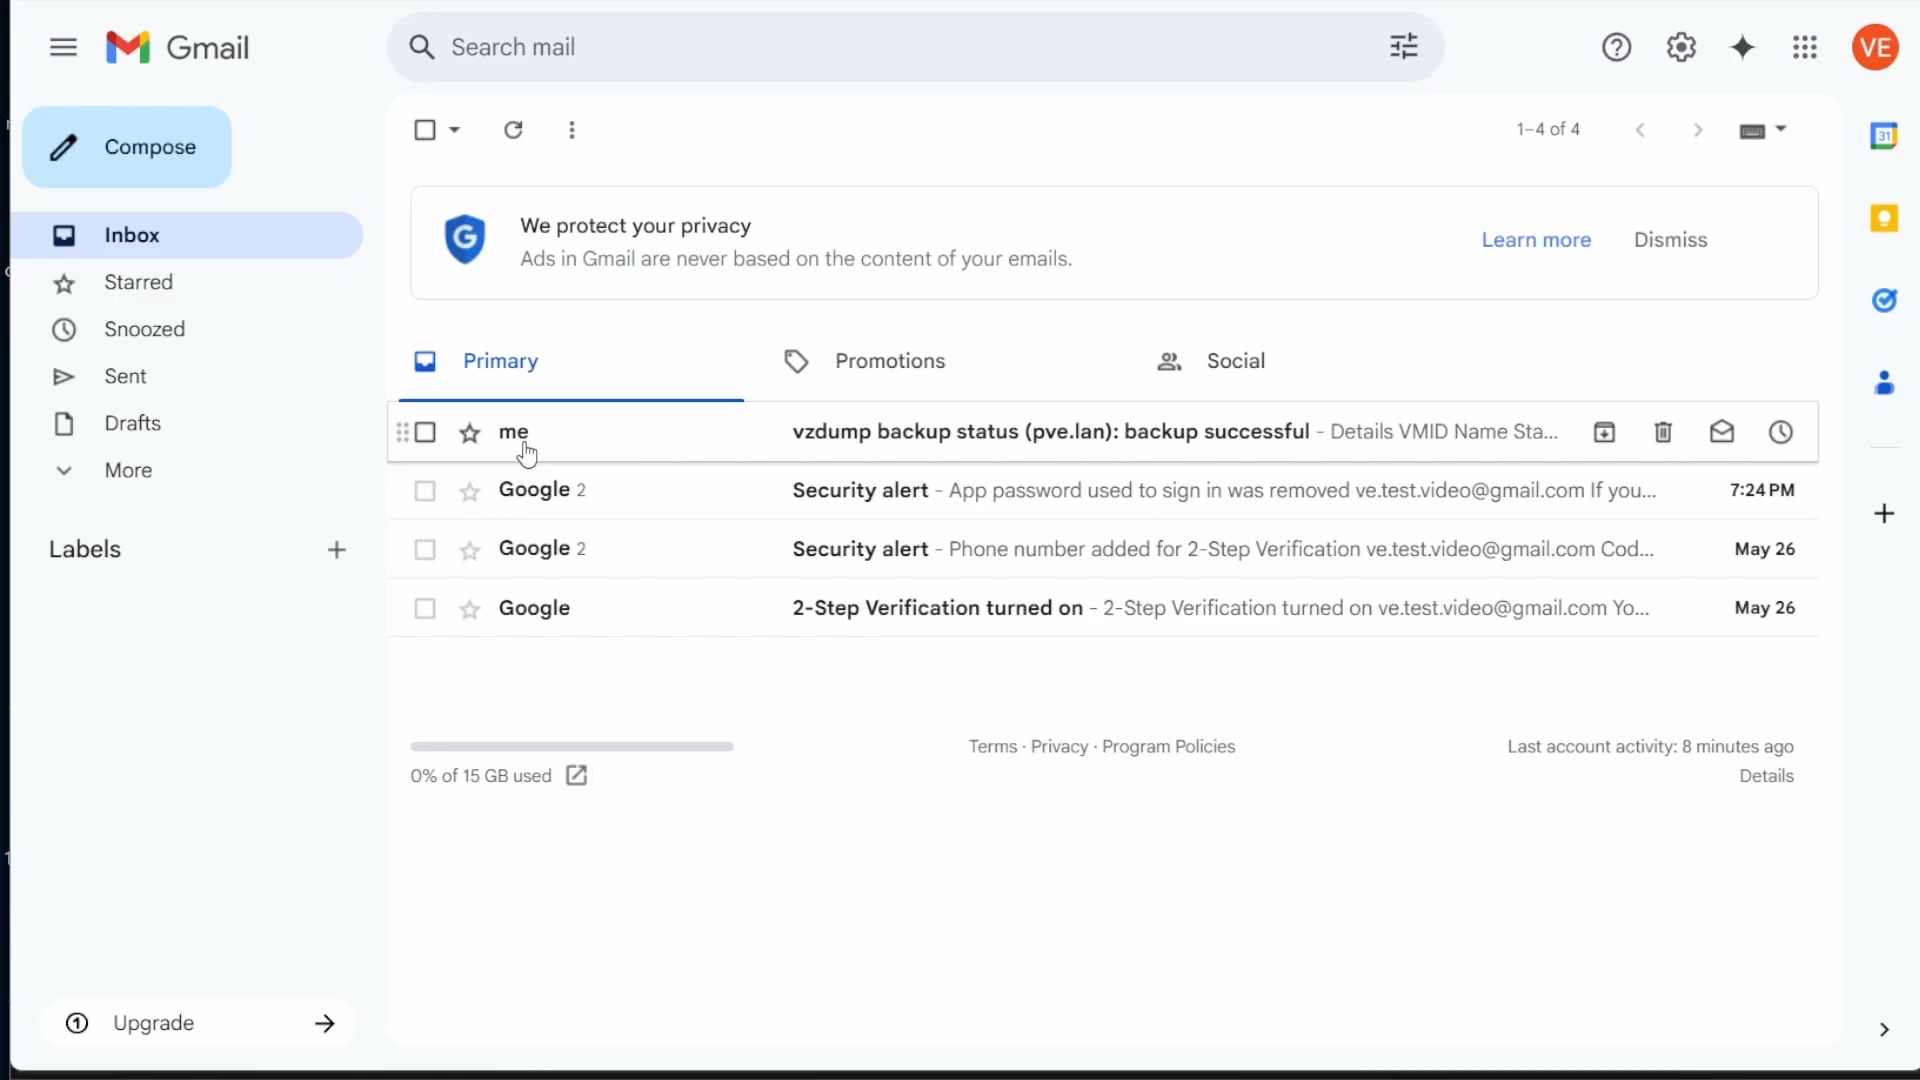 Gmail
Search mail
VE
Compose
1–4 of 4
31
Inbox
We protect your privacy
Ads in Gmail are never based on the content of your emails.
Learn more
Dismiss
Starred
Snoozed
Sent
Drafts
More
Labels
Primary
Promotions
Social
me vzdump backup status (pve.lan): backup successful - Details VMID Name Sta...
Google 2 Security alert - App password used to sign in was removed ve.test.video@gmail.com If you... 7:24 PM
Google 2 Security alert - Phone number added for 2-Step Verification ve.test.video@gmail.com Cod... May 26
Google 2-Step Verification turned on - 2-Step Verification turned on ve.test.video@gmail.com Yo... May 26
0% of 15 GB used
Terms · Privacy · Program Policies
Last account activity: 8 minutes ago
Details
Upgrade